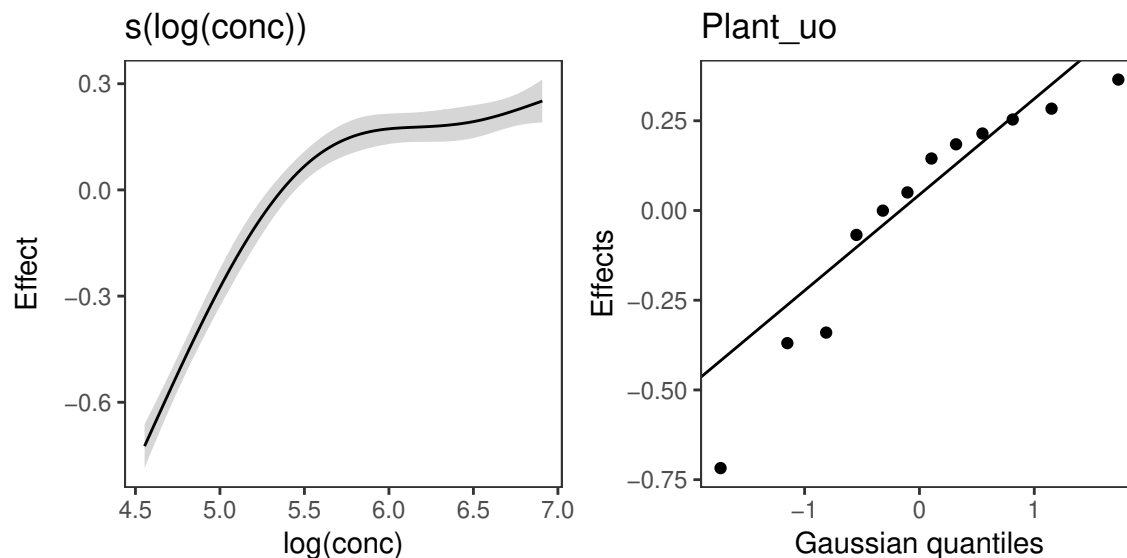 s(log(conc))
Effect
0.3
0.0
−0.3
−0.6
4.5 5.0 5.5 6.0 6.5 7.0
log(conc)
Plant_uo
Effects
0.25
0.00
−0.25
−0.50
−0.75
−1 0 1
Gaussian quantiles